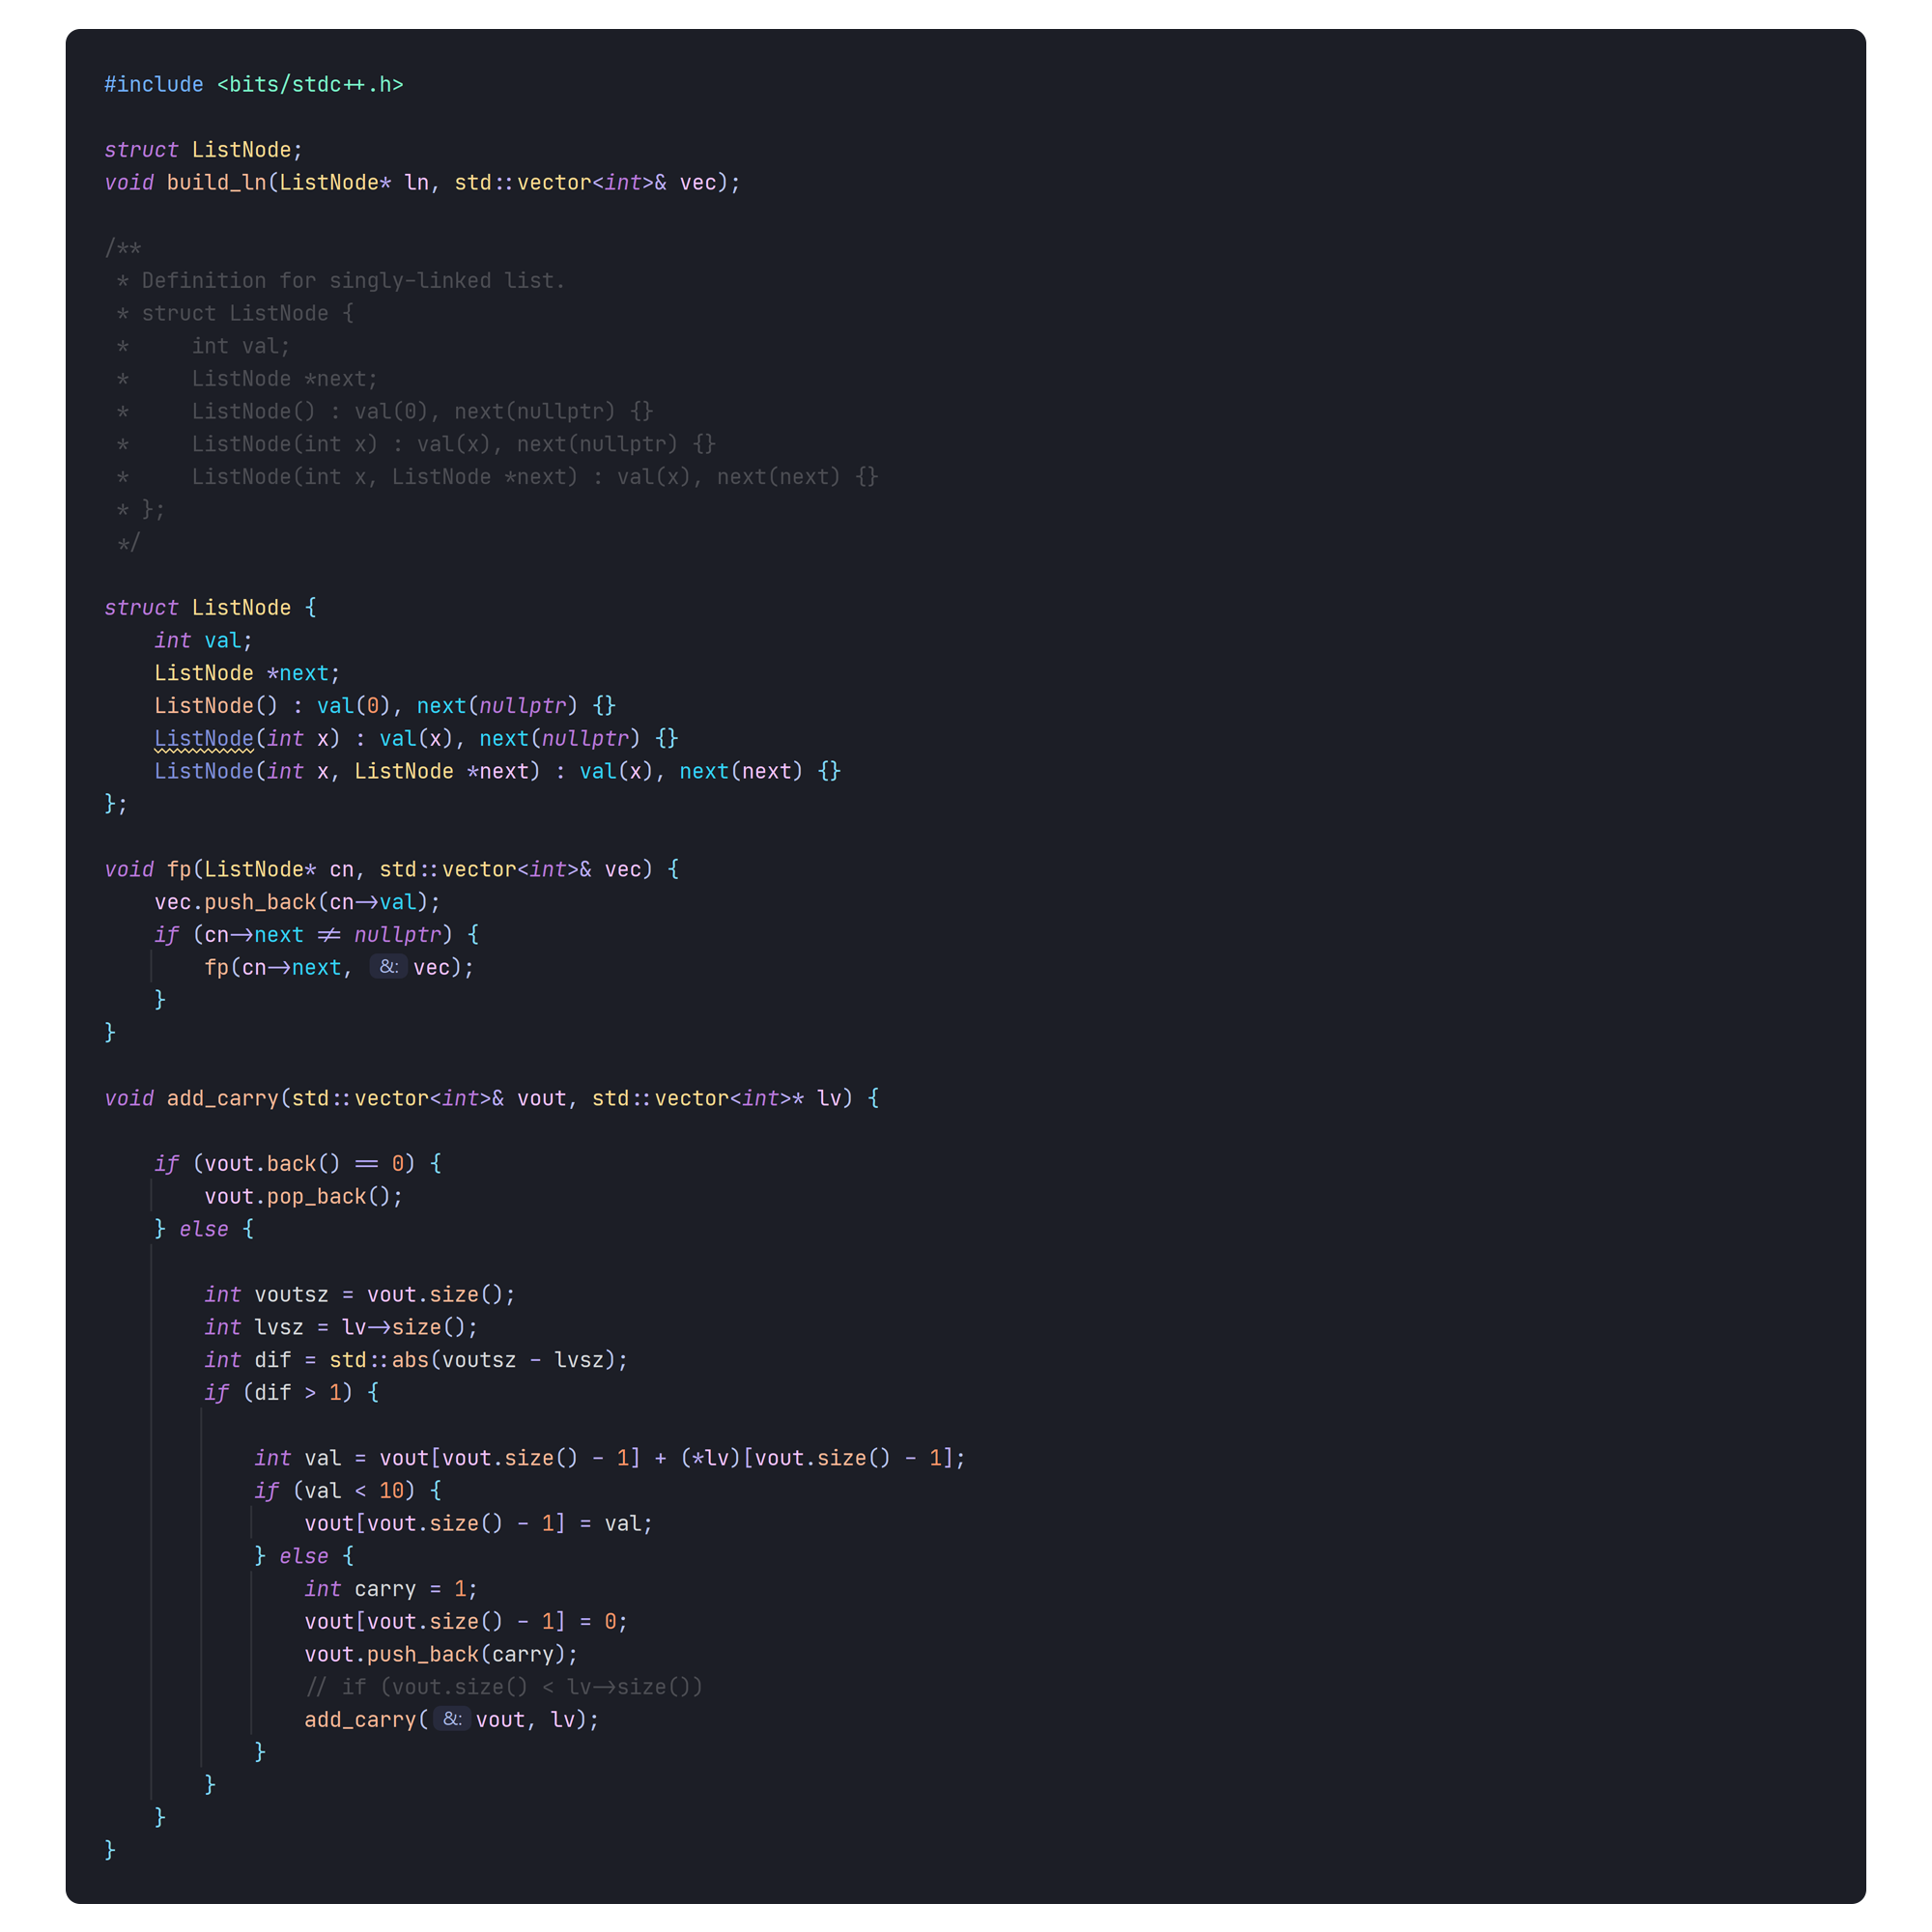 #include <bits/stdc++.h>

struct ListNode;
void build_ln(ListNode* ln, std::vector<int>& vec);

/**
 * Definition for singly-linked list.
 * struct ListNode {
 *     int val;
 *     ListNode *next;
 *     ListNode() : val(0), next(nullptr) {}
 *     ListNode(int x) : val(x), next(nullptr) {}
 *     ListNode(int x, ListNode *next) : val(x), next(next) {}
 * };
 */

struct ListNode {
    int val;
    ListNode *next;
    ListNode() : val(0), next(nullptr) {}
    ListNode(int x) : val(x), next(nullptr) {}
    ListNode(int x, ListNode *next) : val(x), next(next) {}
};

void fp(ListNode* cn, std::vector<int>& vec) {
    vec.push_back(cn->val);
    if (cn->next != nullptr) {
        fp(cn->next, &: vec);
    }
}

void add_carry(std::vector<int>& vout, std::vector<int>* lv) {

    if (vout.back() == 0) {
        vout.pop_back();
    } else {

        int voutsz = vout.size();
        int lvsz = lv->size();
        int dif = std::abs(voutsz - lvsz);
        if (dif > 1) {

            int val = vout[vout.size() - 1] + (*lv)[vout.size() - 1];
            if (val < 10) {
                vout[vout.size() - 1] = val;
            } else {
                int carry = 1;
                vout[vout.size() - 1] = 0;
                vout.push_back(carry);
                // if (vout.size() < lv->size())
                add_carry(&: vout, lv);
            }
        }
    }
}